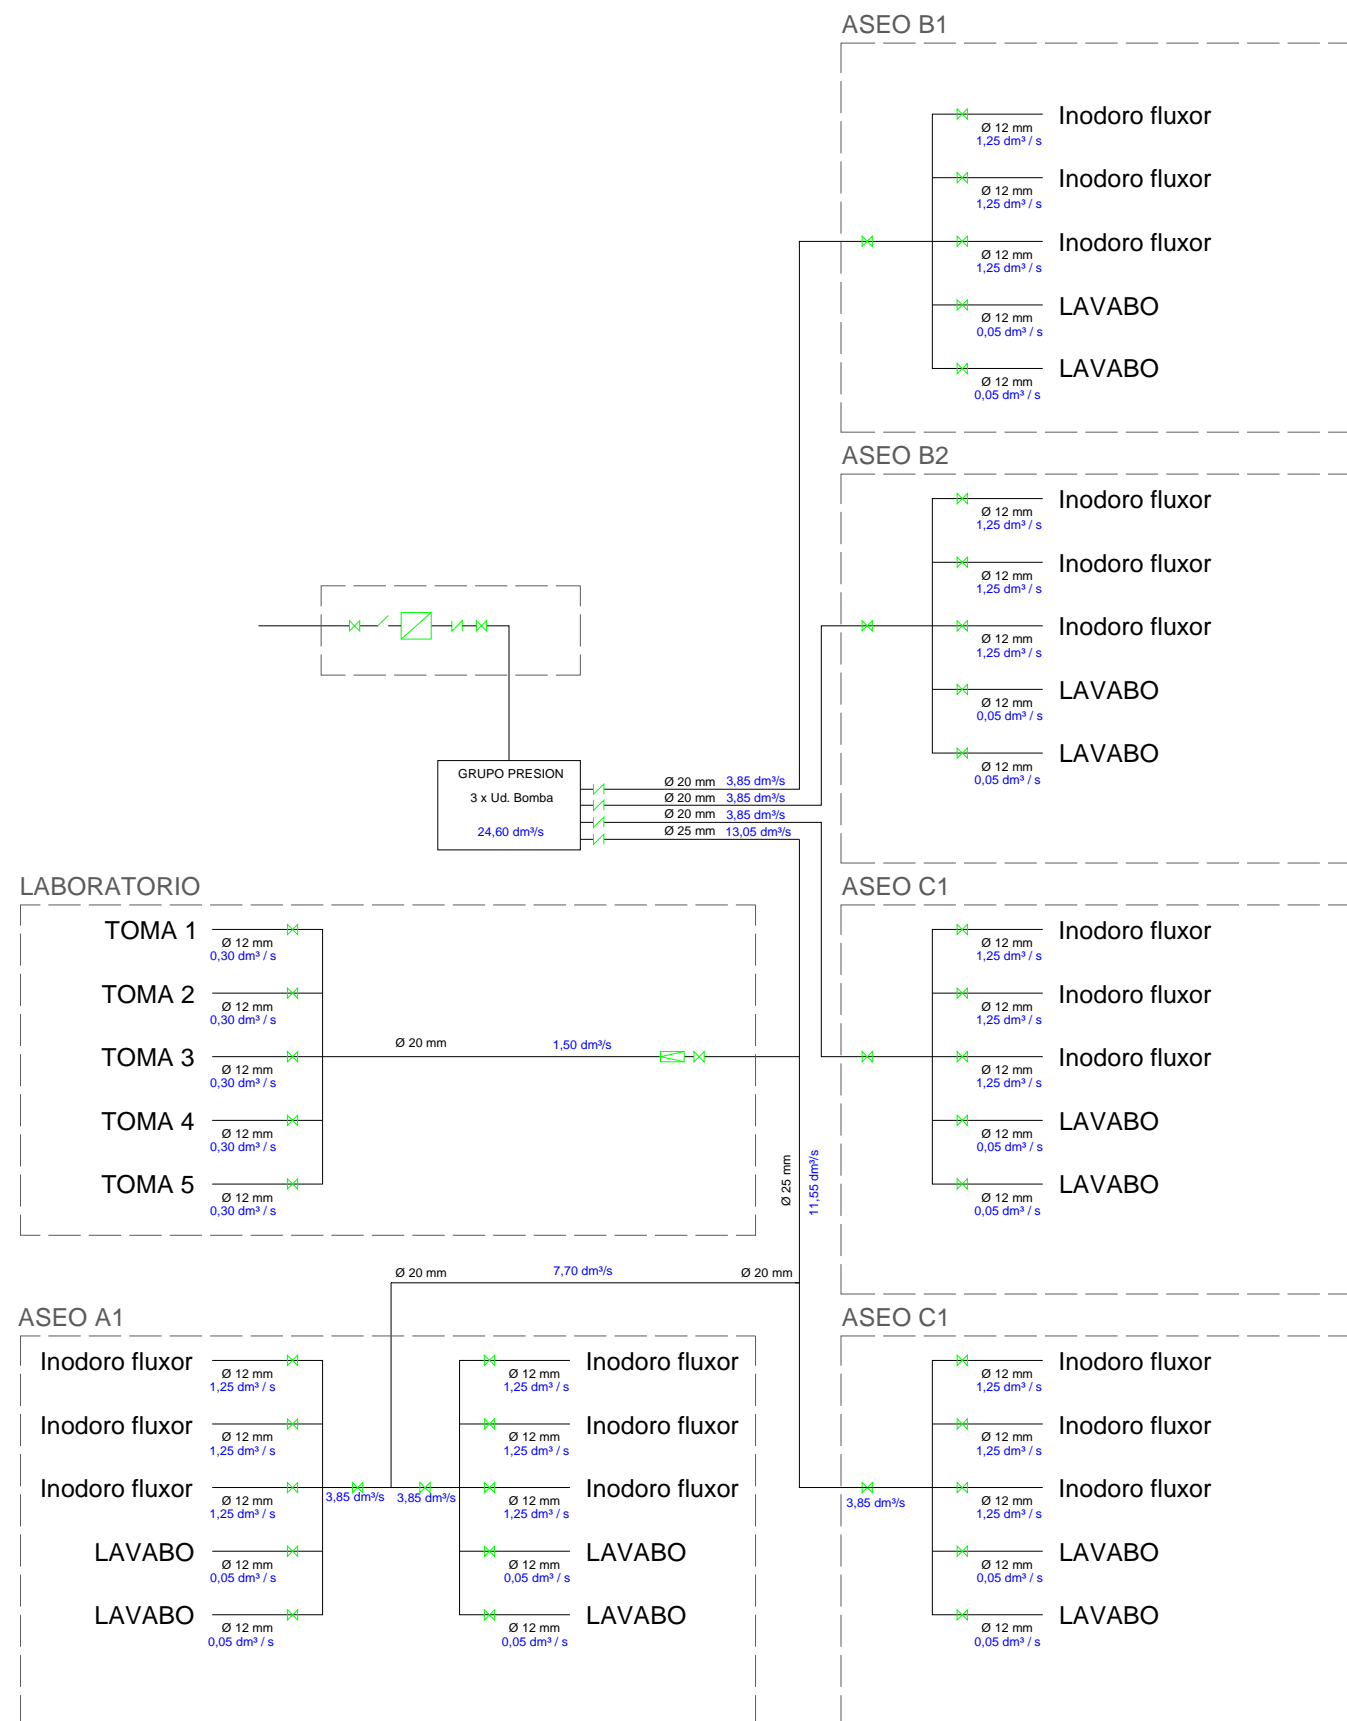 ASEO B1
Inodoro fluxor
Ø 12 mm
1,25 dm³ / s
Inodoro fluxor
Ø 12 mm
1,25 dm³ / s
Inodoro fluxor
Ø 12 mm
1,25 dm³ / s
LAVABO
Ø 12 mm
0,05 dm³ / s
LAVABO
Ø 12 mm
0,05 dm³ / s
ASEO B2
Inodoro fluxor
Ø 12 mm
1,25 dm³ / s
Inodoro fluxor
Ø 12 mm
1,25 dm³ / s
Inodoro fluxor
Ø 12 mm
1,25 dm³ / s
LAVABO
Ø 12 mm
0,05 dm³ / s
LAVABO
Ø 12 mm
0,05 dm³ / s
GRUPO PRESION
3 x Ud. Bomba
24,60 dm³/s
Ø 20 mm 3,85 dm³/s
Ø 20 mm 3,85 dm³/s
Ø 20 mm 3,85 dm³/s
Ø 25 mm 13,05 dm³/s
LABORATORIO
TOMA 1
Ø 12 mm
0,30 dm³ / s
TOMA 2
Ø 12 mm
0,30 dm³ / s
TOMA 3
Ø 12 mm
0,30 dm³ / s
TOMA 4
Ø 12 mm
0,30 dm³ / s
TOMA 5
Ø 12 mm
0,30 dm³ / s
Ø 20 mm 1,50 dm³/s
Ø 25 mm
11,55 dm³/s
ASEO C1
Inodoro fluxor
Ø 12 mm
1,25 dm³ / s
Inodoro fluxor
Ø 12 mm
1,25 dm³ / s
Inodoro fluxor
Ø 12 mm
1,25 dm³ / s
LAVABO
Ø 12 mm
0,05 dm³ / s
LAVABO
Ø 12 mm
0,05 dm³ / s
Ø 20 mm 7,70 dm³/s Ø 20 mm
ASEO A1
Inodoro fluxor
Ø 12 mm
1,25 dm³ / s
Inodoro fluxor
Ø 12 mm
1,25 dm³ / s
Inodoro fluxor
Ø 12 mm
1,25 dm³ / s
LAVABO
Ø 12 mm
0,05 dm³ / s
LAVABO
Ø 12 mm
0,05 dm³ / s
3,85 dm³/s 3,85 dm³/s
Inodoro fluxor
Ø 12 mm
1,25 dm³ / s
Inodoro fluxor
Ø 12 mm
1,25 dm³ / s
Inodoro fluxor
Ø 12 mm
1,25 dm³ / s
LAVABO
Ø 12 mm
0,05 dm³ / s
LAVABO
Ø 12 mm
0,05 dm³ / s
ASEO C1
3,85 dm³/s
Inodoro fluxor
Ø 12 mm
1,25 dm³ / s
Inodoro fluxor
Ø 12 mm
1,25 dm³ / s
Inodoro fluxor
Ø 12 mm
1,25 dm³ / s
LAVABO
Ø 12 mm
0,05 dm³ / s
LAVABO
Ø 12 mm
0,05 dm³ / s